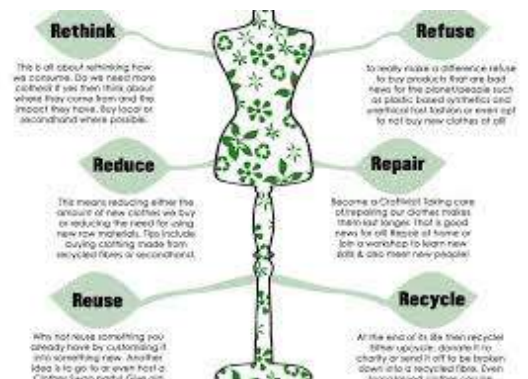 Rethink
This is all about rethinking how
we consume. Do we need more
clothes? If yes then think about
where they come from and the
impact they have. Buy local or
secondhand where possible.
Refuse
To really make a difference refuse
to buy products that are bad
news for the planet/people such
as plastic based synthetics and
unethical fast fashion or even opt
to not buy new clothes at all!
Reduce
This means reducing either the
amount of new clothes we buy
or reducing the need for using
new raw materials. Tips include
buying clothing made from
recycled fibres or secondhand.
Repair
Become a Craftivist! Taking care
of/repairing our clothes makes
them last longer. That is good
news for all! Repair at home or
join a workshop to learn new
skills & also meet new people!
Reuse
Why not reuse something you
already have by customising it
into something new. Another
idea is to go to or even host a
Clothes Swap party! Give old
Recycle
At the end of its life then recycle!
Either upcycle, donate it to
charity or send it off to be broken
down into a recycled fibre. Even
clothes can be